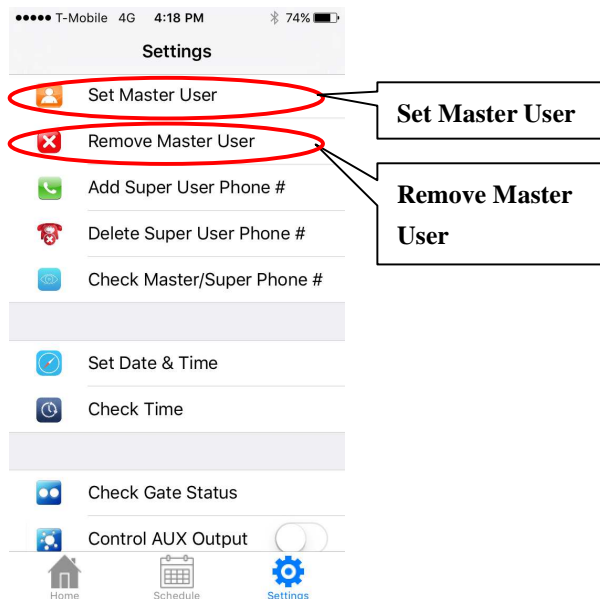 ●●●●● T-Mobile 4G 4:18 PM 74%
Settings
Set Master User
Remove Master User
Add Super User Phone #
Delete Super User Phone #
Check Master/Super Phone #
Set Date & Time
Check Time
Check Gate Status
Control AUX Output
Home Schedule Settings
Set Master User
Remove Master
User